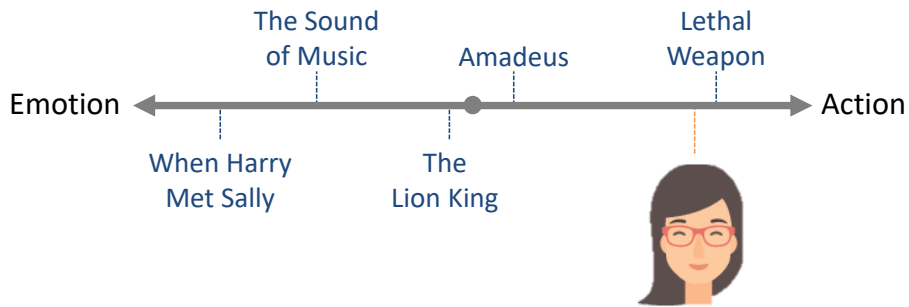 The Sound
of Music
Amadeus
Lethal
Weapon
Emotion
Action
When Harry
Met Sally
The
Lion King